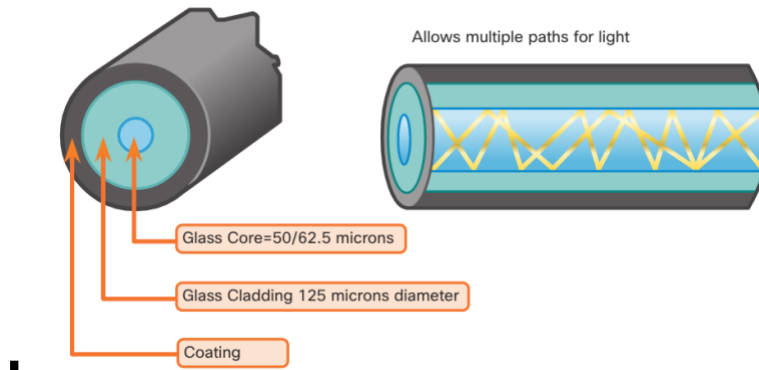 Allows multiple paths for light
Glass Core=50/62.5 microns
Glass Cladding 125 microns diameter
Coating